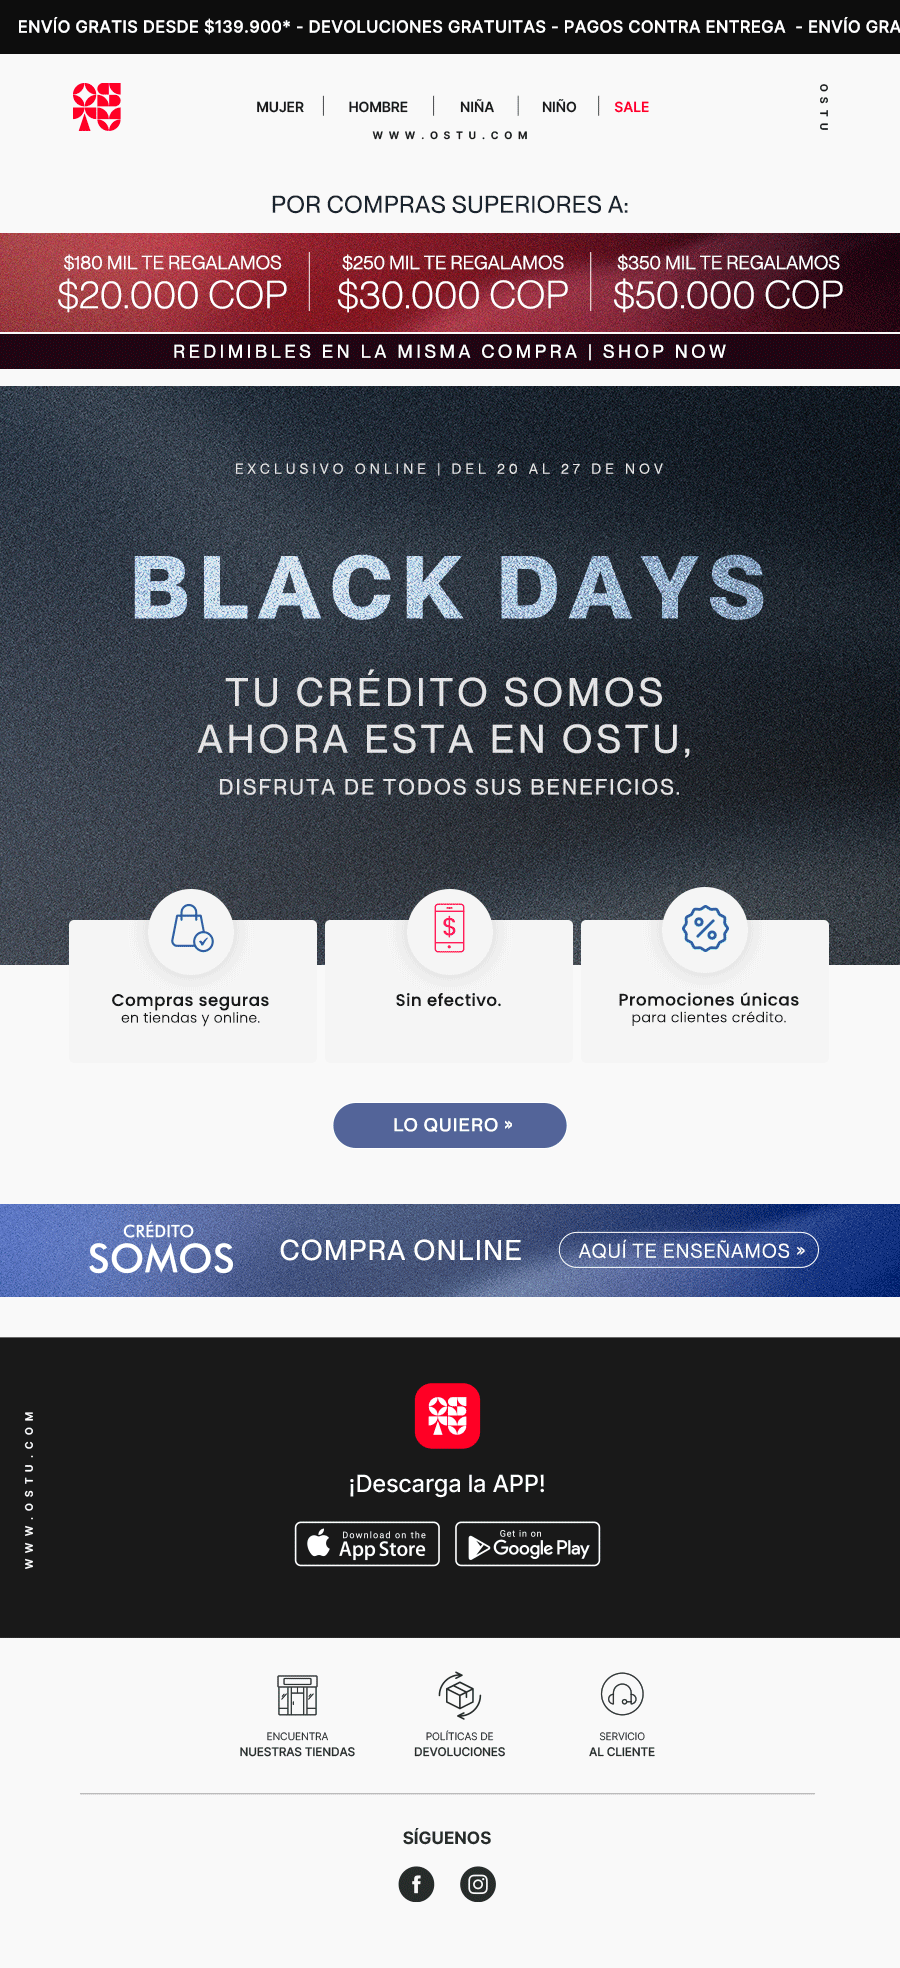 ENVÍO GRATIS DESDE $139.900* - DEVOLUCIONES GRATUITAS - PAGOS CONTRA ENTREGA - ENVÍO GRA
MUJER | HOMBRE | NIÑA | NIÑO | SALE
WWW.OSTU.COM
OSTU
POR COMPRAS SUPERIORES A:
$180 MIL TE REGALAMOS
$20.000 COP
$250 MIL TE REGALAMOS
$30.000 COP
$350 MIL TE REGALAMOS
$50.000 COP
REDIMIBLES EN LA MISMA COMPRA | SHOP NOW
EXCLUSIVO ONLINE | DEL 20 AL 27 DE NOV
BLACK DAYS
TU CRÉDITO SOMOS
AHORA ESTA EN OSTU,
DISFRUTA DE TODOS SUS BENEFICIOS.
Compras seguras
en tiendas y online.
Sin efectivo.
Promociones únicas
para clientes crédito.
LO QUIERO »
CRÉDITO
SOMOS
COMPRA ONLINE
AQUÍ TE ENSEÑAMOS »
WWW.OSTU.COM
OSTU
¡Descarga la APP!
Download on the
App Store
Get in on
Google Play
ENCUENTRA
NUESTRAS TIENDAS
POLÍTICAS DE
DEVOLUCIONES
SERVICIO
AL CLIENTE
SÍGUENOS